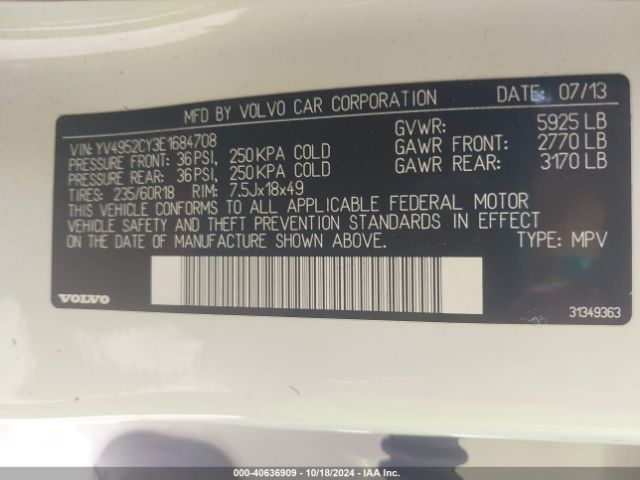 MFD BY VOLVO CAR CORPORATION DATE: 07/13
VIN: YV4952CY3E1684708 GVWR: 5925 LB
PRESSURE FRONT: 36PSI, 250KPA COLD GAWR FRONT: 2770 LB
PRESSURE REAR: 36PSI, 250KPA COLD GAWR REAR: 3170 LB
TIRES: 235/60R18 RIM: 7.5Jx18x49
THIS VEHICLE CONFORMS TO ALL APPLICABLE FEDERAL MOTOR
VEHICLE SAFETY AND THEFT PREVENTION STANDARDS IN EFFECT
ON THE DATE OF MANUFACTURE SHOWN ABOVE. TYPE: MPV
VOLVO 31349363
000-40636909 - 10/18/2024 - IAA Inc.